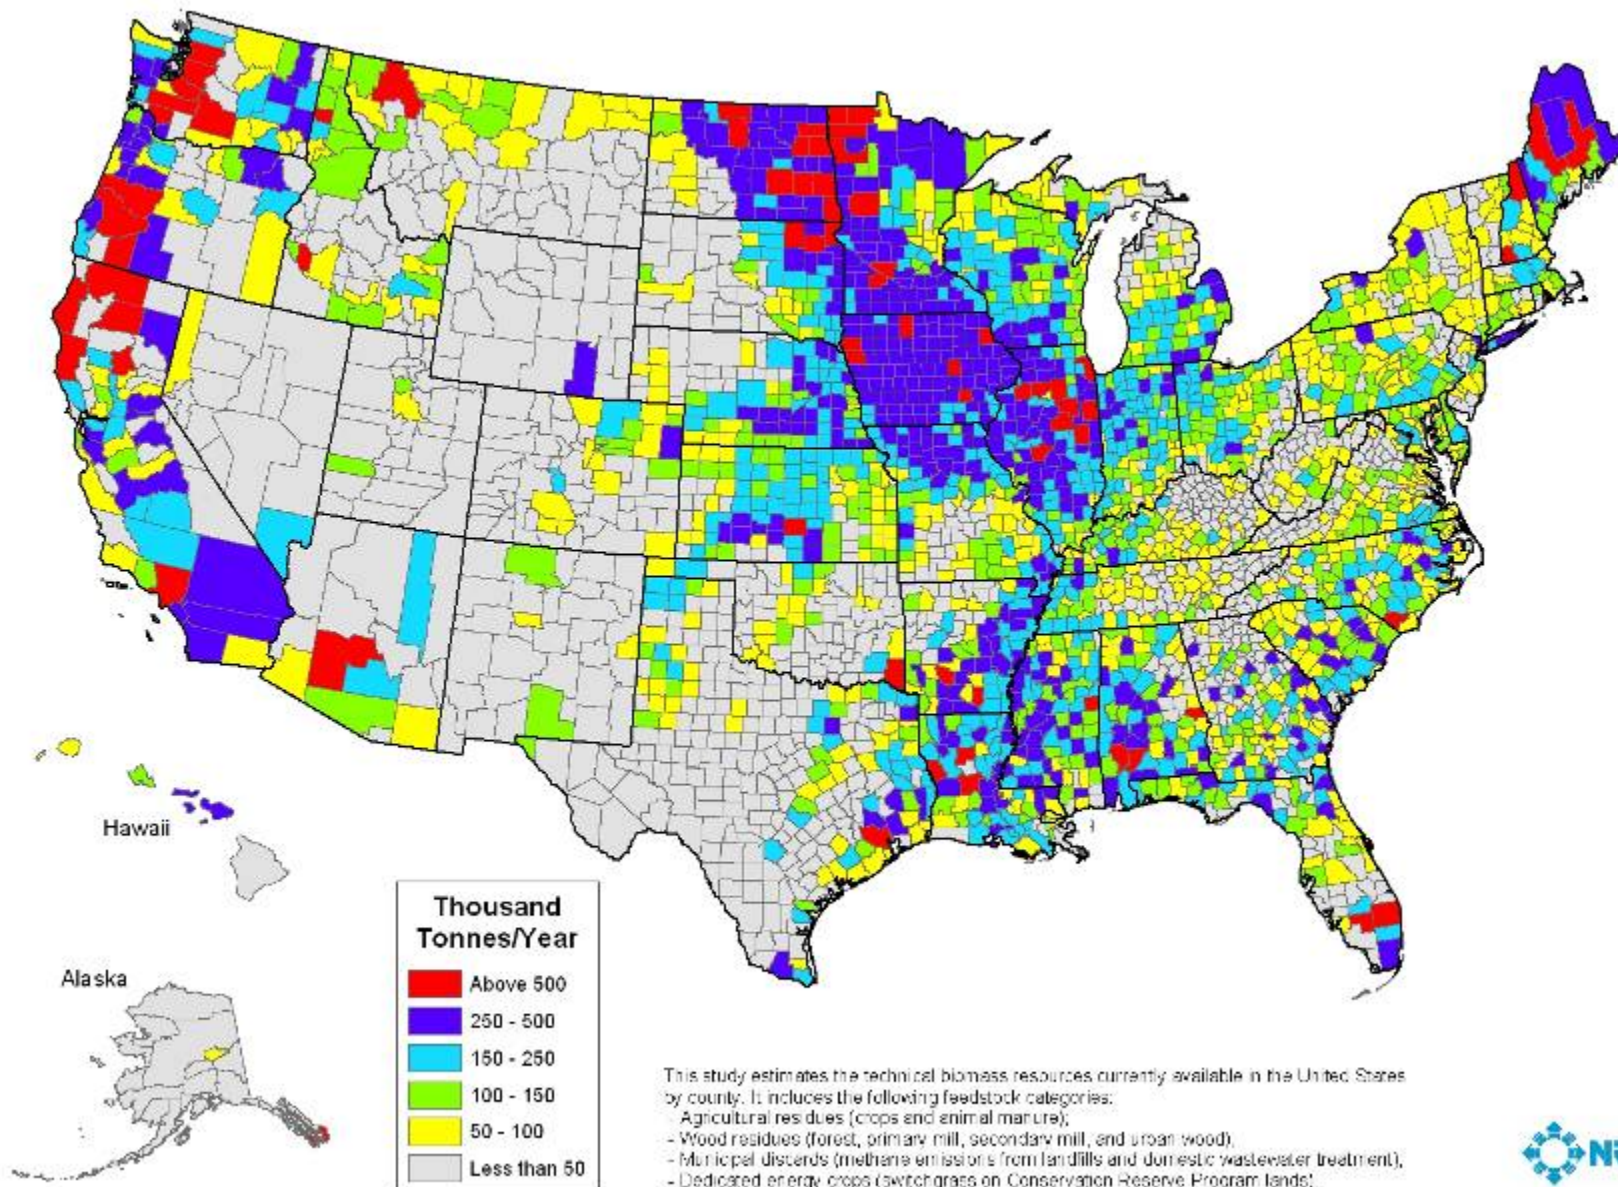 Hawaii
Alaska
Thousand
Tonnes/Year
Above 500
250 - 500
150 - 250
100 - 150
50 - 100
Less than 50
This study estimates the technical biomass resources currently available in the United States
by county. It includes the following feedstock categories:
- Agricultural residues (crops and animal manure);
- Wood residues (forest, primary mill, secondary mill, and urban wood);
- Municipal discards (methane emissions from landfills and domestic wastewater treatment);
- Dedicated energy crops (switchgrass on Conservation Reserve Program lands)